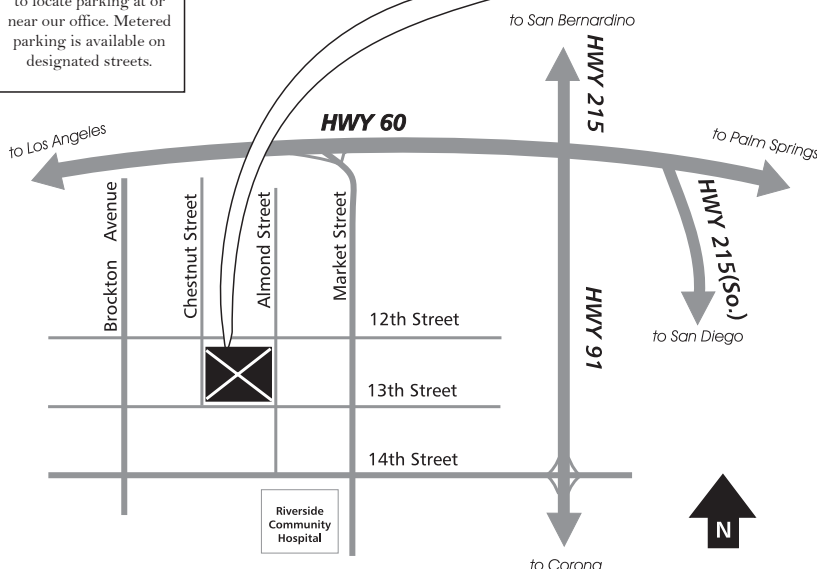 to locate parking at or
near our office. Metered
parking is available on
designated streets.
to San Bernardino
HWY 215
HWY 60
to Los Angeles
to Palm Springs
Brockton Avenue
Chestnut Street
Almond Street
Market Street
HWY 215(So.)
12th Street
HWY 91
to San Diego
13th Street
14th Street
Riverside
Community
Hospital
N
to Corona